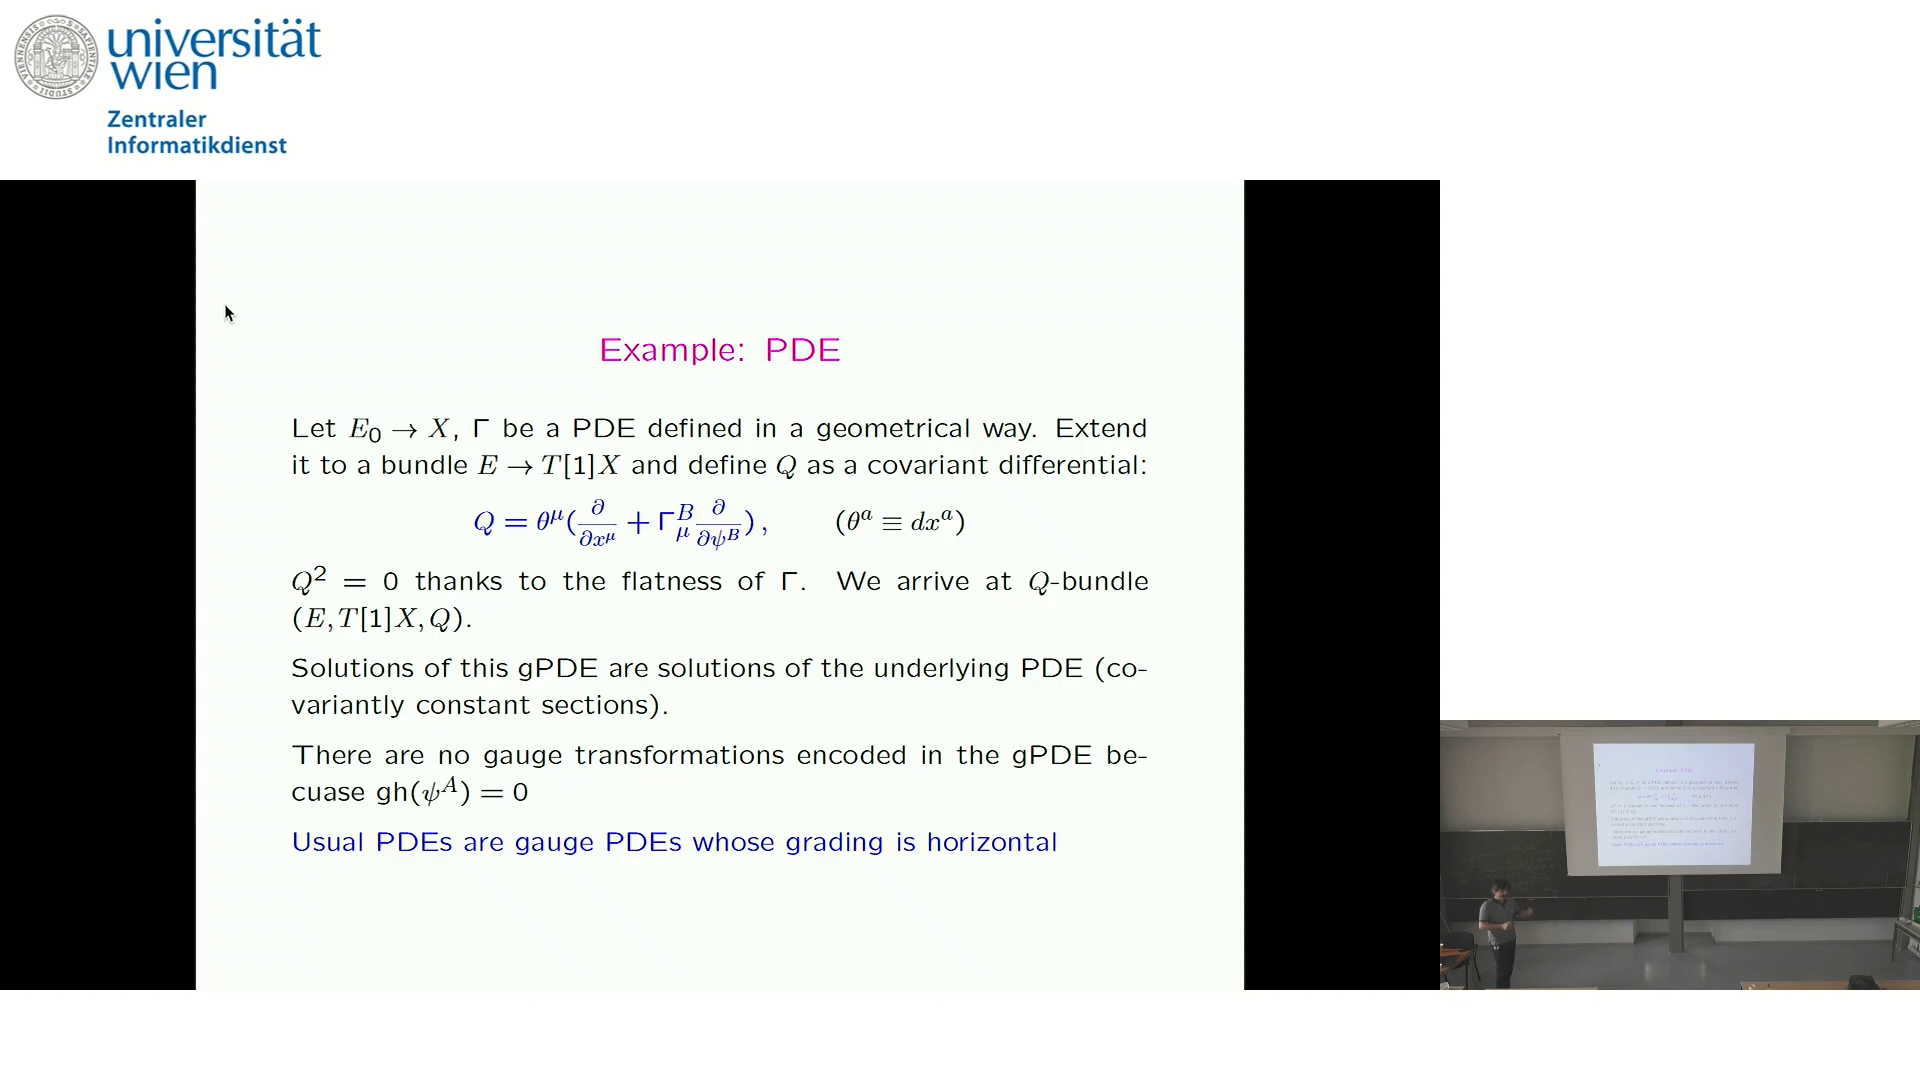 universität
wien
Zentraler
Informatikdienst
Example: PDE
Let E₀ → X, Γ be a PDE defined in a geometrical way. Extend
it to a bundle E → T[1]X and define Q as a covariant differential:
Q = θ^μ(∂/∂x^μ + Γ_μ^B ∂/∂ψ^B), (θ^a ≡ dx^a)
Q² = 0 thanks to the flatness of Γ. We arrive at Q-bundle
(E, T[1]X, Q).
Solutions of this gPDE are solutions of the underlying PDE (co-
variantly constant sections).
There are no gauge transformations encoded in the gPDE be-
cuase gh(ψ^A) = 0
Usual PDEs are gauge PDEs whose grading is horizontal